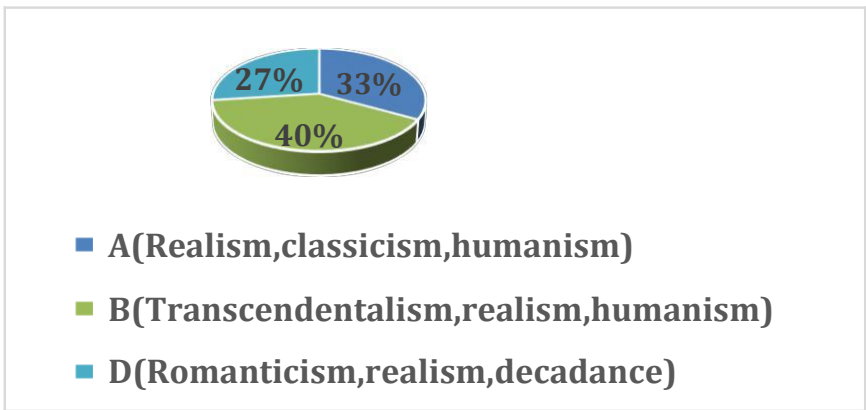 27% 33%
40%
A(Realism,classicism,humanism)
B(Transcendentalism,realism,humanism)
D(Romanticism,realism,decadance)